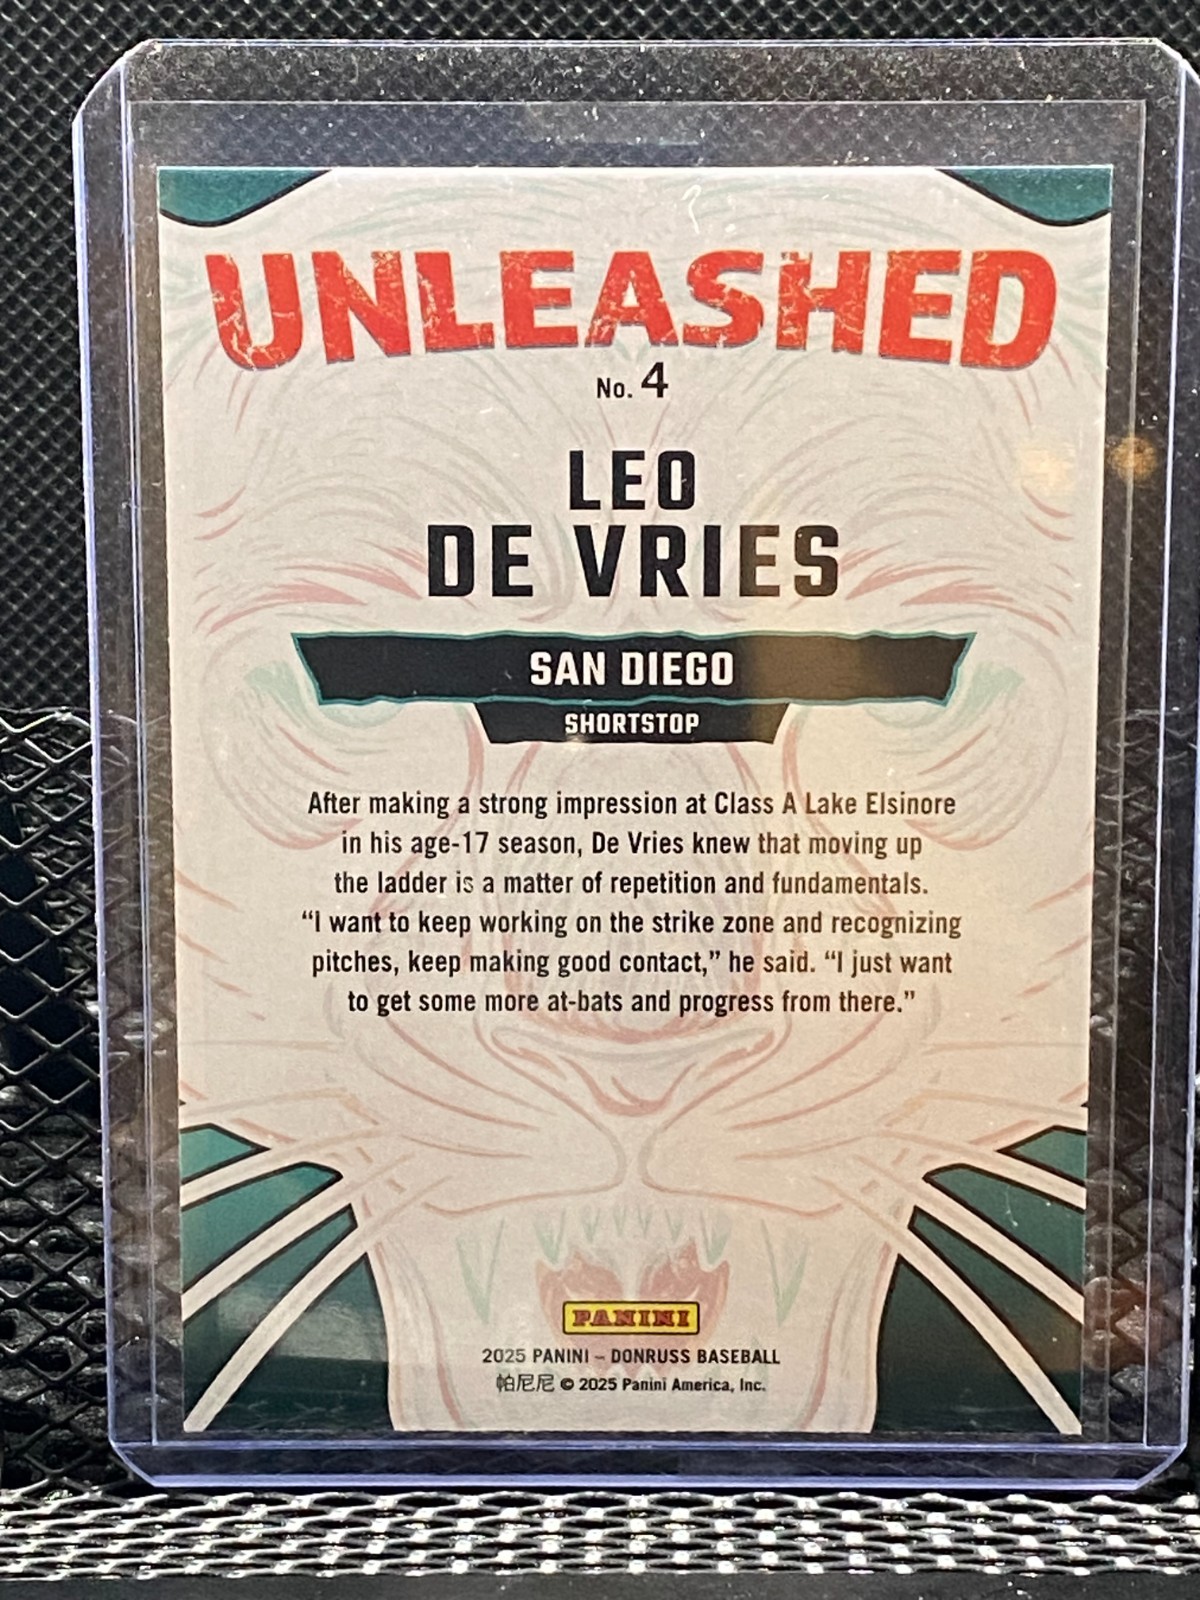 UNLEASHED
No. 4
LEO
DE VRIES
SAN DIEGO
SHORTSTOP
After making a strong impression at Class A Lake Elsinore
in his age-17 season, De Vries knew that moving up
the ladder is a matter of repetition and fundamentals.
“I want to keep working on the strike zone and recognizing
pitches, keep making good contact,” he said. “I just want
to get some more at-bats and progress from there.”
PANINI
2025 PANINI – DONRUSS BASEBALL
帕尼尼 © 2025 Panini America, Inc.